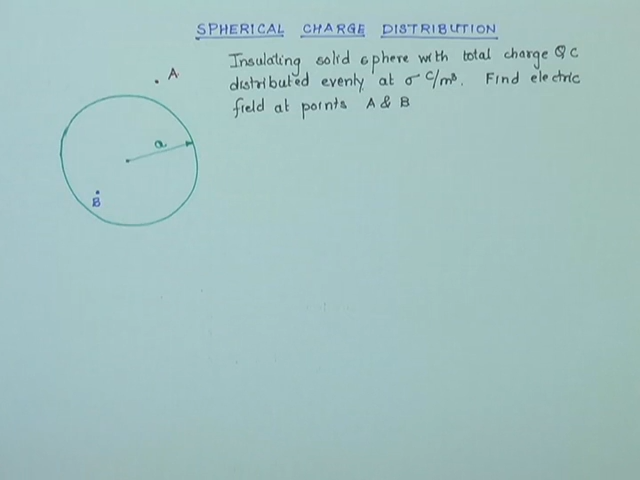 SPHERICAL CHARGE DISTRIBUTION
Insulating solid sphere with total charge Q C
distributed evenly at σ C/m³. Find electric
field at points A & B
A
a
B